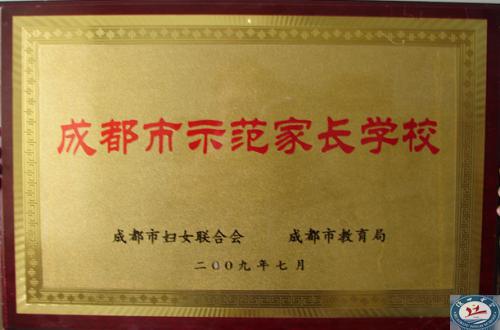 成都市示范家长学校
成都市妇女联合会 成都市教育局
二〇〇九年七月